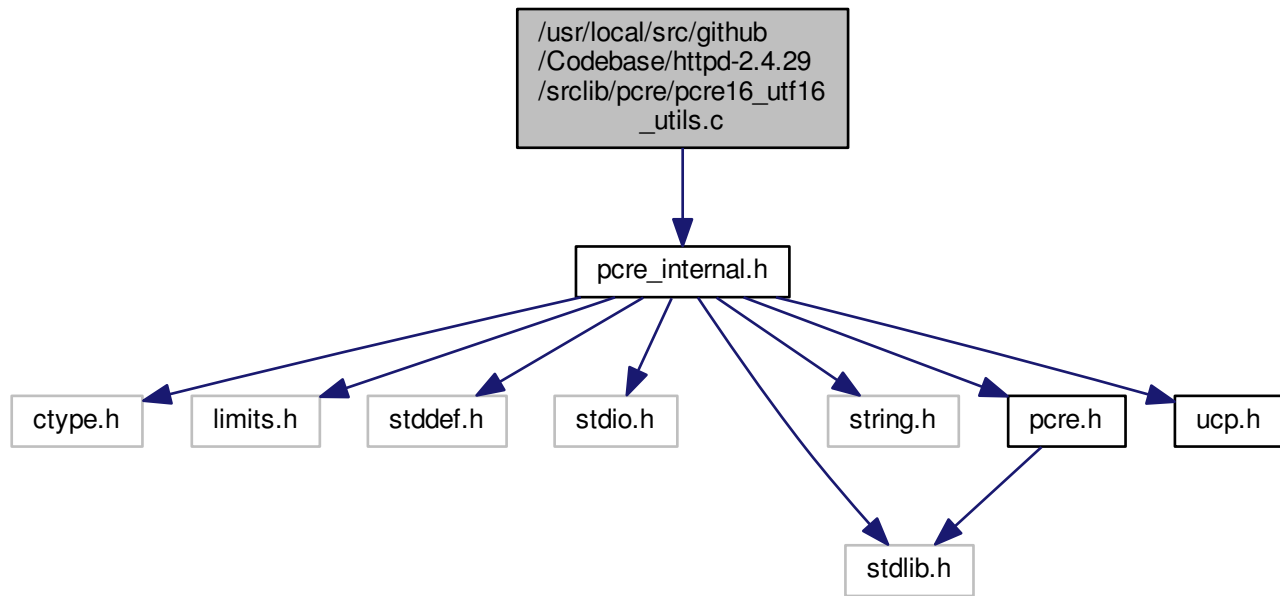 /usr/local/src/github
/Codebase/httpd-2.4.29
/srclib/pcre/pcre16_utf16
_utils.c
pcre_internal.h
ctype.h
limits.h
stddef.h
stdio.h
string.h
pcre.h
ucp.h
stdlib.h